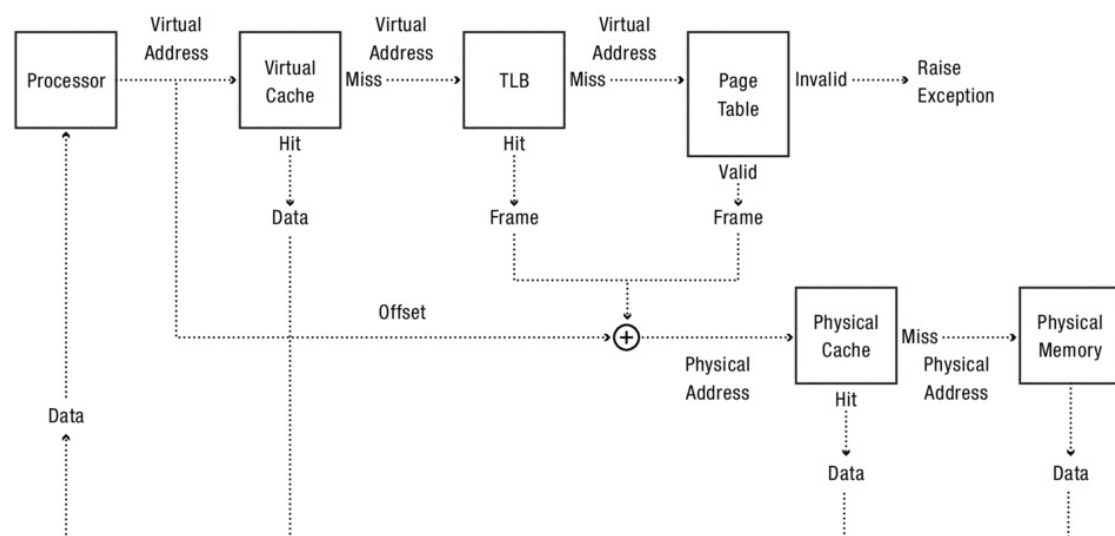 Virtual
Address
Virtual
Address
Virtual
Address
Processor
Virtual
Cache
Miss
TLB
Miss
Page
Table
Invalid
Raise
Exception
Hit
Hit
Valid
Data
Frame
Frame
Offset
Physical
Cache
Miss
Physical
Memory
Physical
Address
Physical
Address
Hit
Data
Data
Data